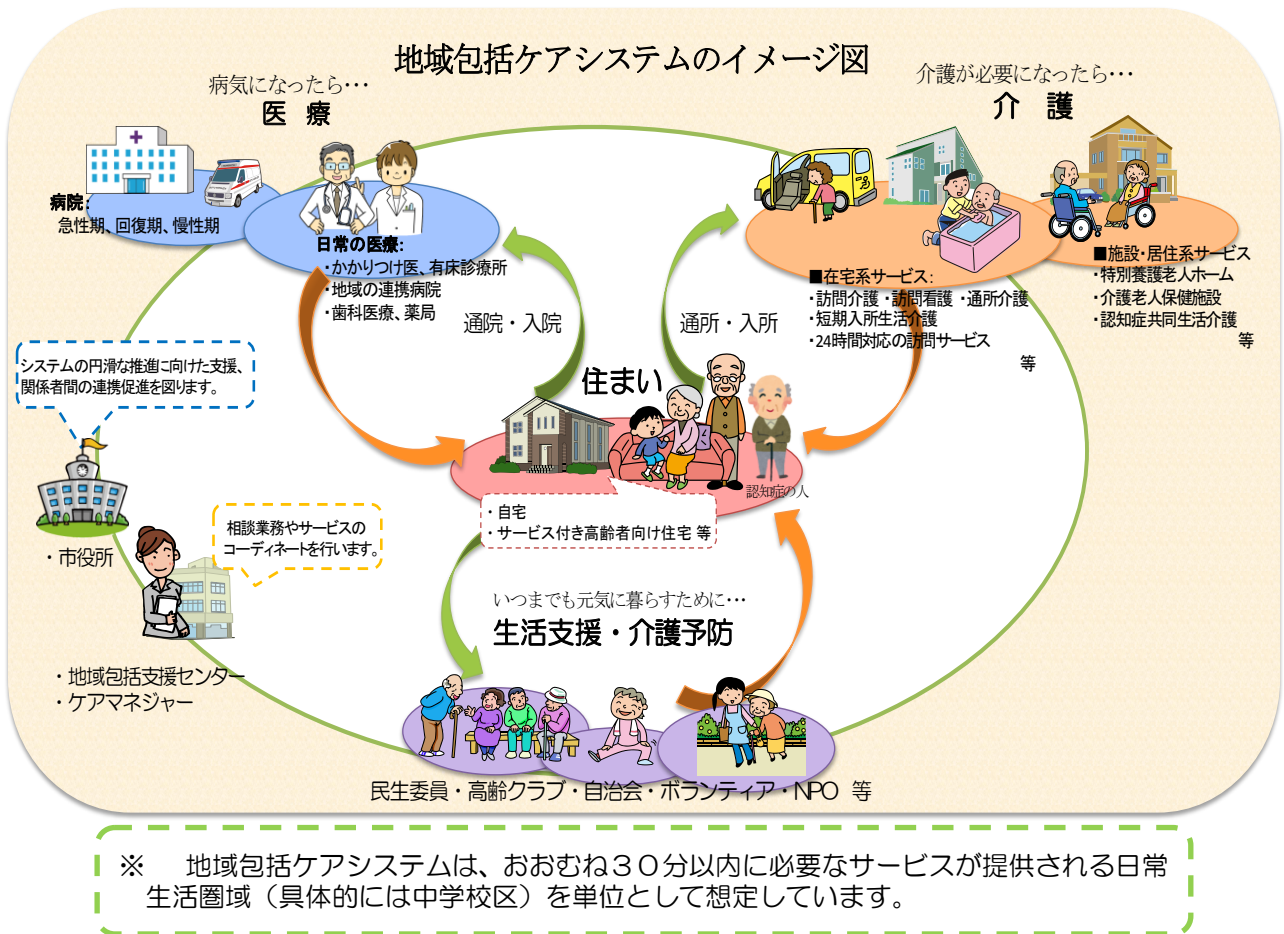 地域包括ケアシステムのイメージ図
病気になったら･･･
医 療
介護が必要になったら･･･
介 護
病院:
急性期、回復期、慢性期
日常の医療:
・かかりつけ医、有床診療所
・地域の連携病院
・歯科医療、薬局
通院・入院
通所・入所
■在宅系サービス:
・訪問介護 ・訪問看護 ・通所介護
・短期入所生活介護
・24時間対応の訪問サービス
等
■施設・居住系サービス
・特別養護老人ホーム
・介護老人保健施設
・認知症共同生活介護
等
システムの円滑な推進に向けた支援、
関係者間の連携促進を図ります。
・市役所
住まい
認知症の人
・自宅
・サービス付き高齢者向け住宅 等
相談業務やサービスの
コーディネートを行います。
・地域包括支援センター
・ケアマネジャー
いつまでも元気に暮らすために･･･
生活支援・介護予防
民生委員・高齢クラブ・自治会・ボランティア・NPO 等
※ 地域包括ケアシステムは、おおむね３０分以内に必要なサービスが提供される日常
生活圏域（具体的には中学校区）を単位として想定しています。